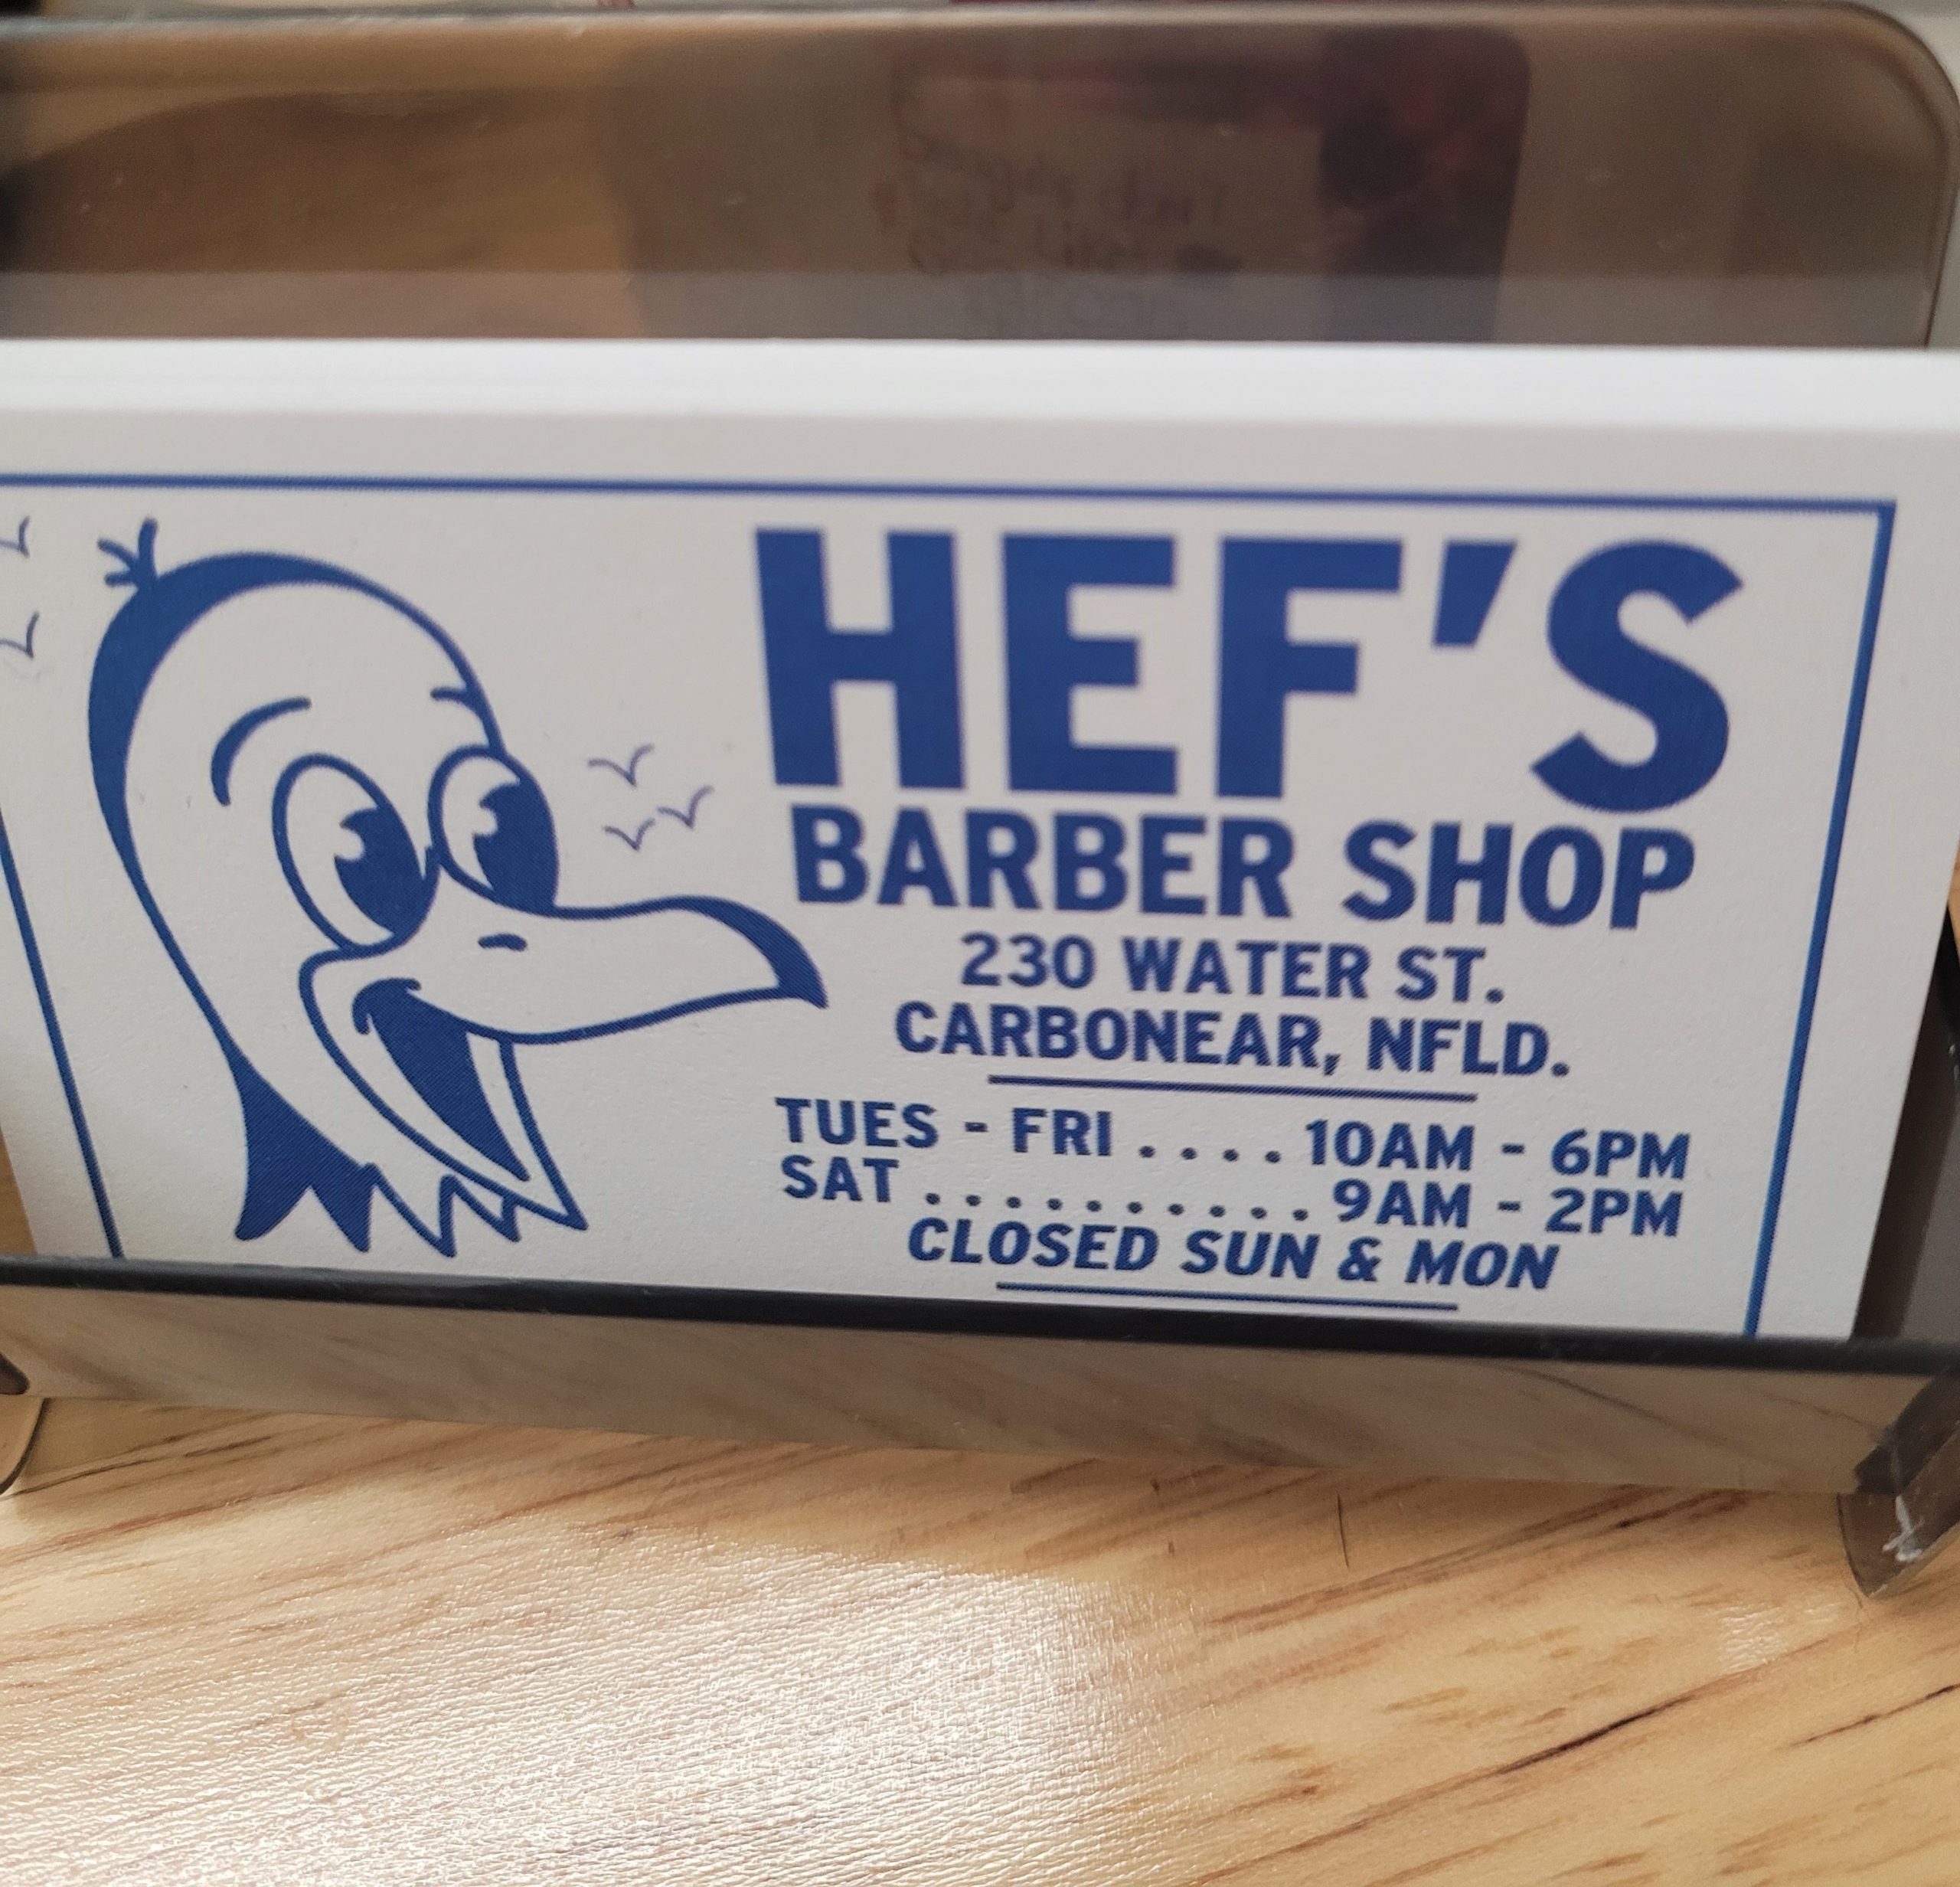 HEF'S
BARBER SHOP
230 WATER ST.
CARBONEAR, NFLD.
TUES - FRI .... 10AM - 6PM
SAT .......... 9AM - 2PM
CLOSED SUN & MON